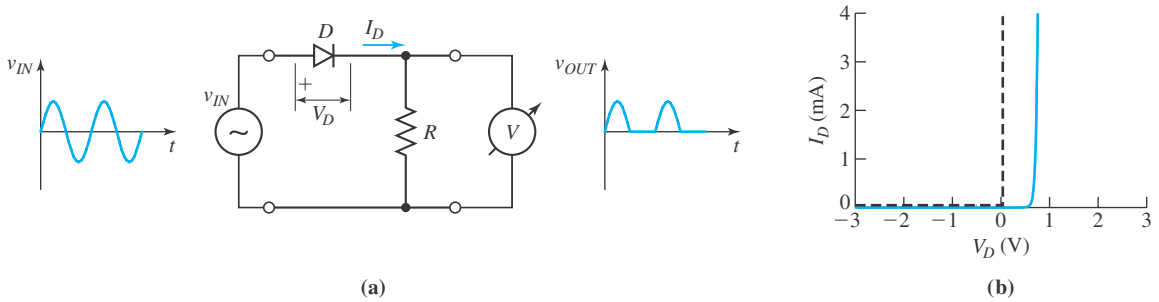 v_IN
t
v_IN
D
I_D
+
V_D
R
V
v_OUT
t
(a)
I_D (mA)
4
3
2
1
0
−3 −2 −1 0 1 2 3
V_D (V)
(b)